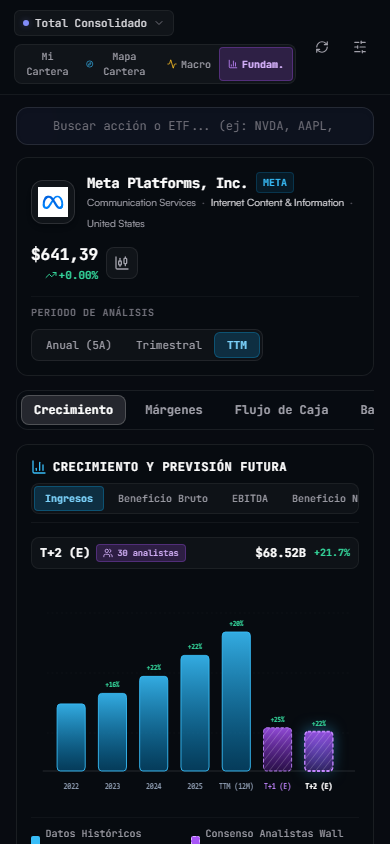 Total Consolidado
Mi Cartera
Mapa Cartera
Macro
Fundam.
Buscar acción o ETF... (ej: NVDA, AAPL,
Meta Platforms, Inc. META
Communication Services · Internet Content & Information ·
United States
$641,39
+0.00%
PERIODO DE ANÁLISIS
Anual (5A) Trimestral TTM
Crecimiento Márgenes Flujo de Caja Ba
CRECIMIENTO Y PREVISIÓN FUTURA
Ingresos Beneficio Bruto EBITDA Beneficio N
T+2 (E) 30 analistas $68.52B +21.7%
+16% +22% +22% +20% +25% +22%
2022 2023 2024 2025 TTM (12M) T+1 (E) T+2 (E)
Datos Históricos
Consenso Analistas Wall